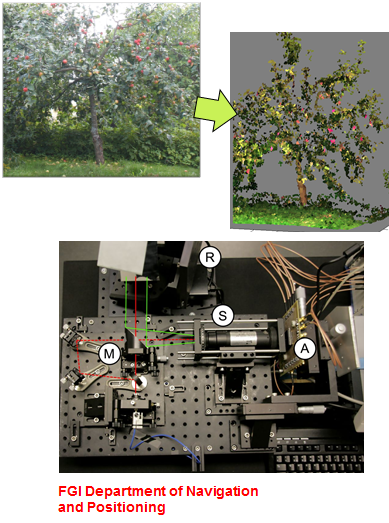 R
S
M
A
FGI Department of Navigation
and Positioning